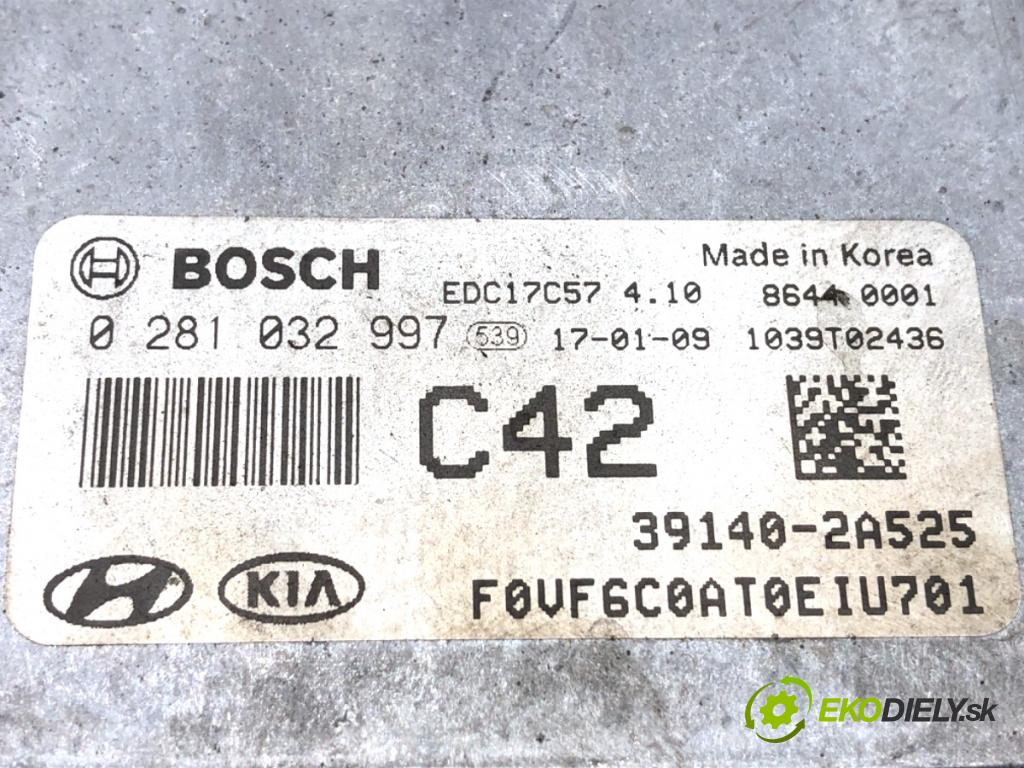 BOSCH
Made in Korea
EDC17C57 4.10 8644 0001
0 281 032 997 539 17-01-09 1039T02436
C42
39140-2A525
KIA F0VF6C0AT0EIU701
EKODIELY.sk